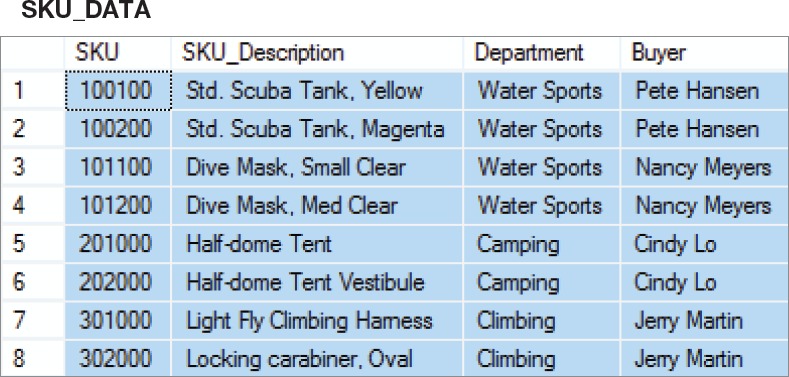 SKU_DATA
SKU SKU_Description Department Buyer
1 100100 Std. Scuba Tank, Yellow Water Sports Pete Hansen
2 100200 Std. Scuba Tank, Magenta Water Sports Pete Hansen
3 101100 Dive Mask, Small Clear Water Sports Nancy Meyers
4 101200 Dive Mask, Med Clear Water Sports Nancy Meyers
5 201000 Half-dome Tent Camping Cindy Lo
6 202000 Half-dome Tent Vestibule Camping Cindy Lo
7 301000 Light Fly Climbing Harness Climbing Jerry Martin
8 302000 Locking carabiner, Oval Climbing Jerry Martin